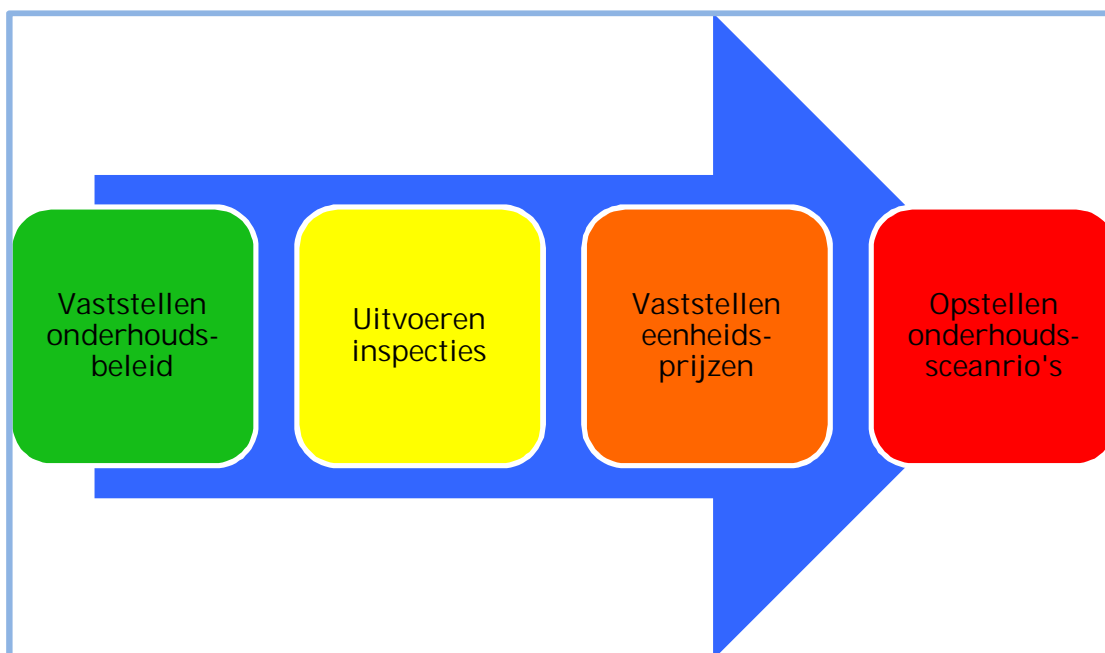 Vaststellen
onderhouds-
beleid
Uitvoeren
inspecties
Vaststellen
eenheids-
prijzen
Opstellen
onderhouds-
sceanrio's